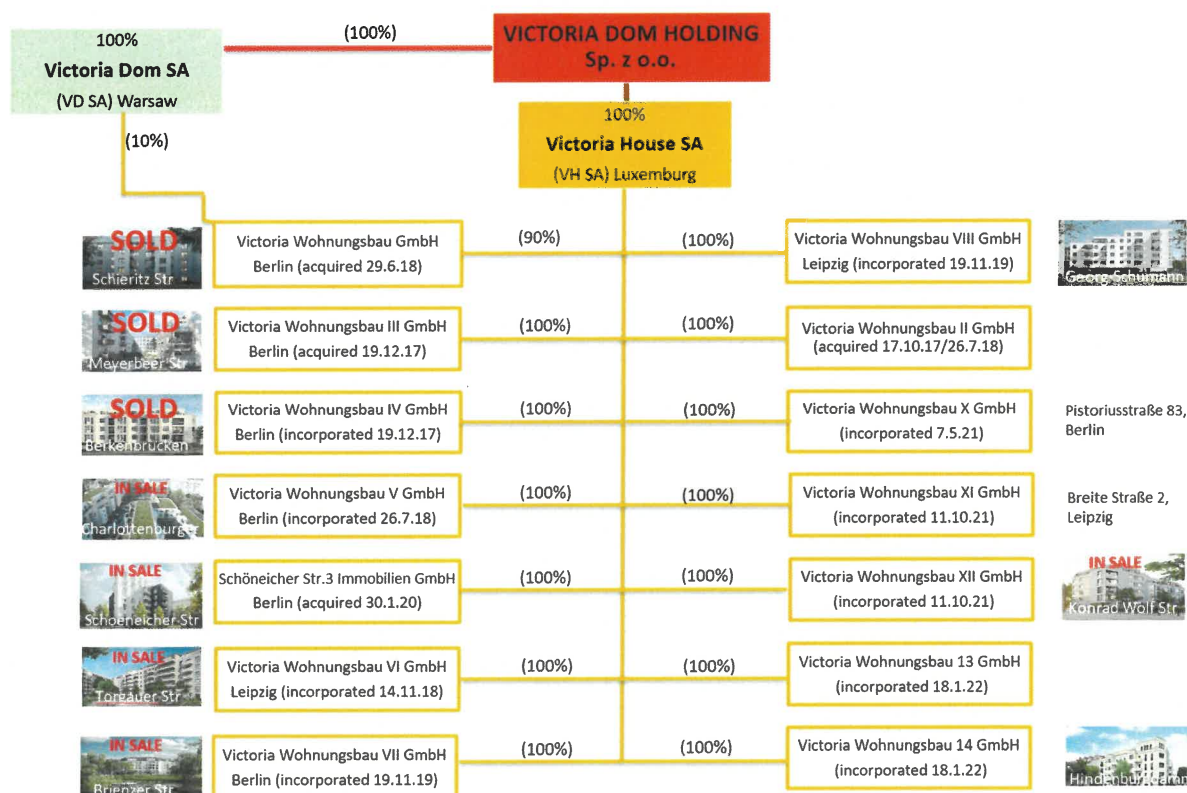 VICTORIA DOM HOLDING
Sp. z o.o.
(100%)
100%
Victoria Dom SA
(VD SA) Warsaw
(10%)
100%
Victoria House SA
(VH SA) Luxemburg
SOLD
Schieritz Str
Victoria Wohnungsbau GmbH
Berlin (acquired 29.6.18)
(90%)
(100%)
Victoria Wohnungsbau VIII GmbH
Leipzig (incorporated 19.11.19)
Georg-Schumann
SOLD
Meyerbeer Str
Victoria Wohnungsbau III GmbH
Berlin (acquired 19.12.17)
(100%)
(100%)
Victoria Wohnungsbau II GmbH
(acquired 17.10.17/26.7.18)
SOLD
Berkenbrücken
Victoria Wohnungsbau IV GmbH
Berlin (incorporated 19.12.17)
(100%)
(100%)
Victoria Wohnungsbau X GmbH
(incorporated 7.5.21)
Pistoriusstraße 83,
Berlin
IN SALE
Charlottenburger
Victoria Wohnungsbau V GmbH
Berlin (incorporated 26.7.18)
(100%)
(100%)
Victoria Wohnungsbau XI GmbH
(incorporated 11.10.21)
Breite Straße 2,
Leipzig
IN SALE
Schoeneicher-Str
Schöneicher Str.3 Immobilien GmbH
Berlin (acquired 30.1.20)
(100%)
(100%)
Victoria Wohnungsbau XII GmbH
(incorporated 11.10.21)
IN SALE
Konrad Wolf Str
IN SALE
Torgauer Str
Victoria Wohnungsbau VI GmbH
Leipzig (incorporated 14.11.18)
(100%)
(100%)
Victoria Wohnungsbau 13 GmbH
(incorporated 18.1.22)
IN SALE
Brienzer Str
Victoria Wohnungsbau VII GmbH
Berlin (incorporated 19.11.19)
(100%)
(100%)
Victoria Wohnungsbau 14 GmbH
(incorporated 18.1.22)
Hindenburgdamm